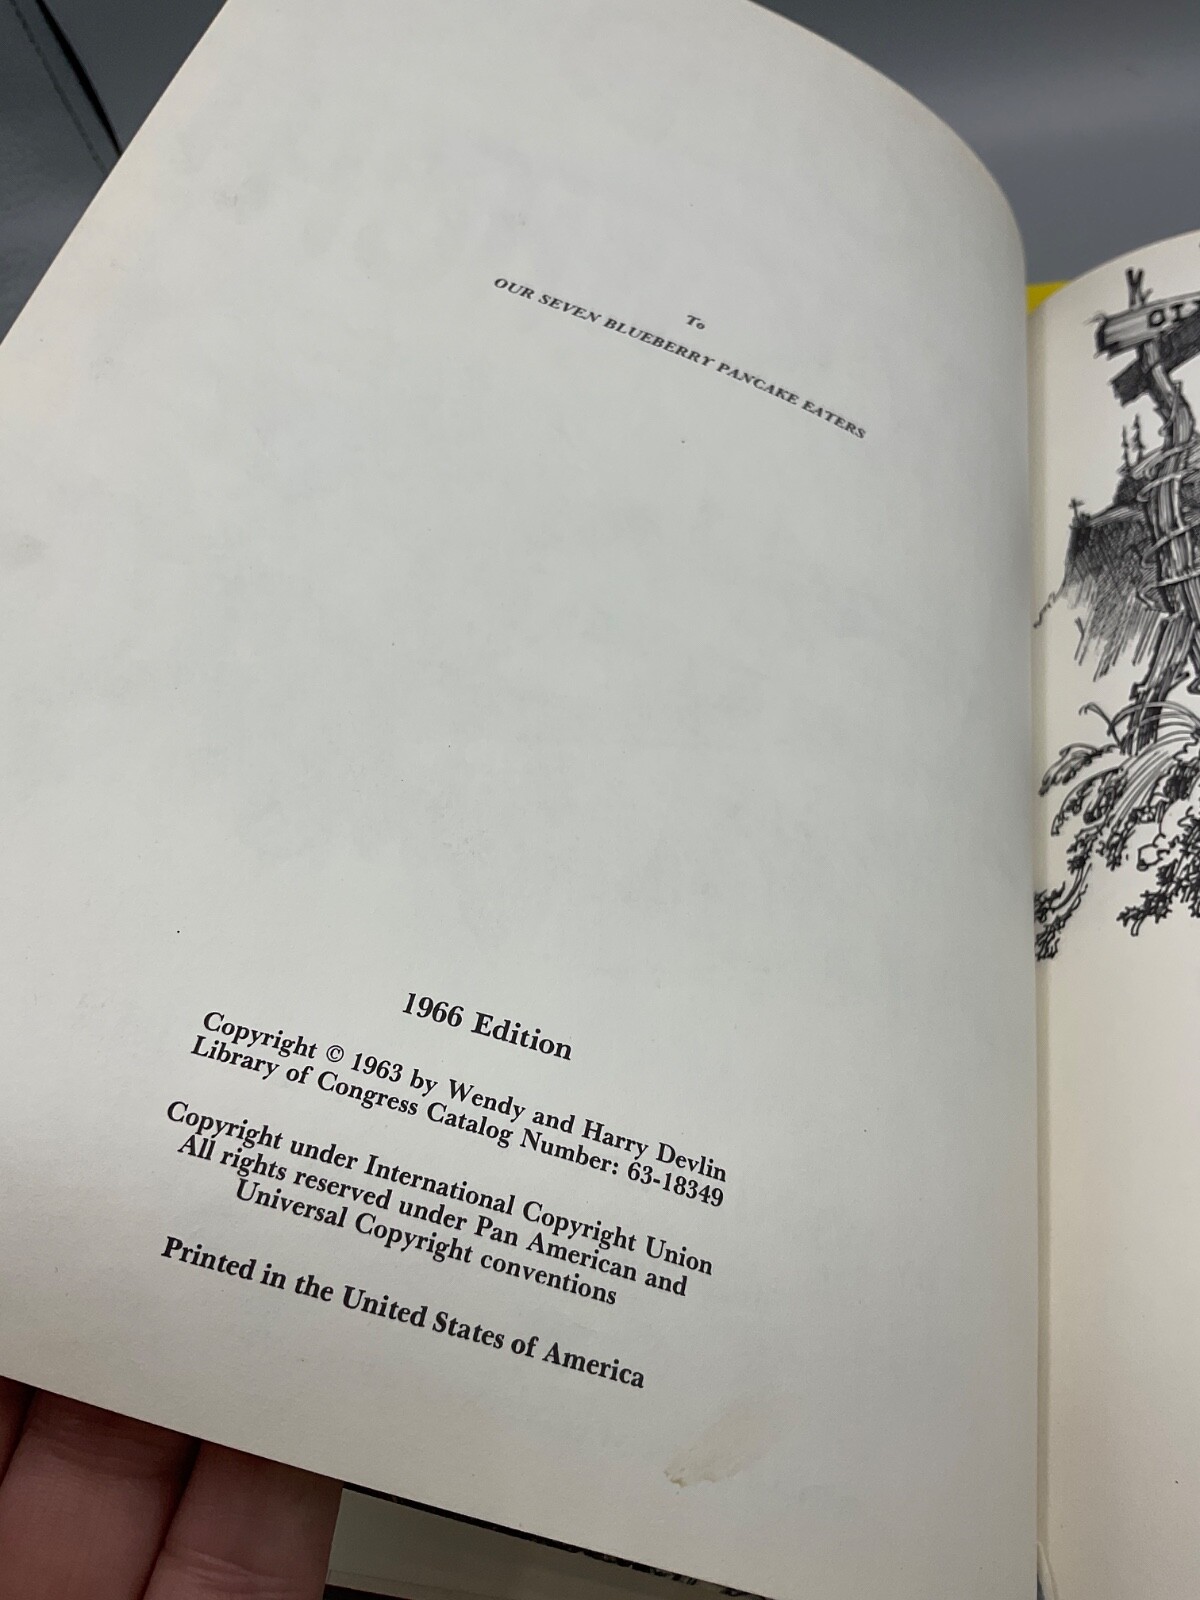 To
OUR SEVEN BLUEBERRY PANCAKE EATERS
1966 Edition
Copyright © 1963 by Wendy and Harry Devlin
Library of Congress Catalog Number: 63-18349
Copyright under International Copyright Union
All rights reserved under Pan American and
Universal Copyright conventions
Printed in the United States of America